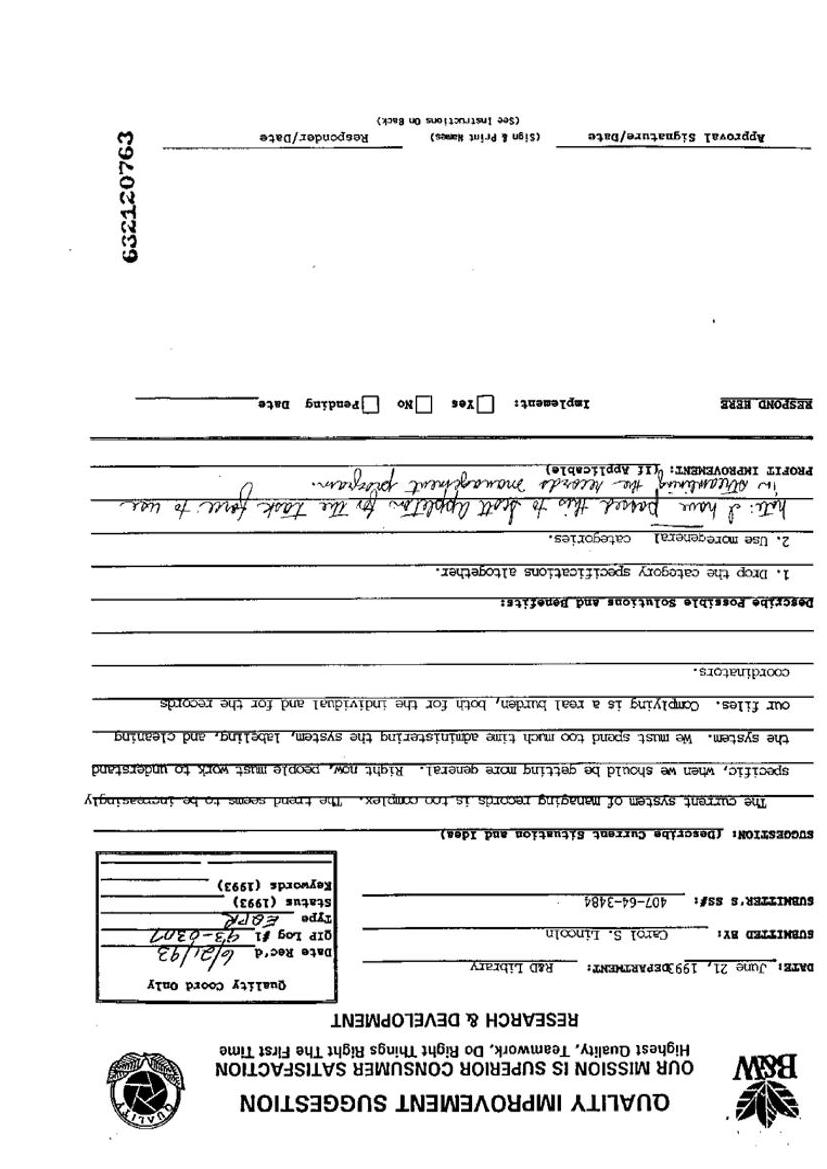 B&W
QUALITY
QUALITY IMPROVEMENT SUGGESTION
OUR MISSION IS SUPERIOR CONSUMER SATISFACTION
Highest Quality, Teamwork, Do Right Things Right The First Time
RESEARCH & DEVELOPMENT
DATE: June 21, 1993 DEPARTMENT: R&D Library
SUBMITTED BY: Carol S. Lincoln
SUBMITTER'S SS#: 407-64-3484
Quality Coord Only
Date Rec'd 6/21/93
QIP Log #1 93-0307
Type EQPR
Status (1993)
Keywords (1993)
SUGGESTION: (Describe Current Situation and Idea)
The current system of managing records is too complex. The trend seems to be increasingly
specific, when we should be getting more general. Right now, people must work to understand
the system. We must spend too much time administering the system, labeling, and cleaning
our files. Complying is a real burden, both for the individual and for the records
coordinators.
Describe Possible Solutions and Benefits:
1. Drop the category specifications altogether.
2. Use moregeneral categories.
note: I have passed this to Scott Appleton for the task force to use
in streamlining the records management program.
PROFIT IMPROVEMENT: (If Applicable)
RESPOND HERE Implement: Yes No Pending Date
Approval Signature/Date (Sign & Print Names) Responder/Date
(See Instructions On Back)
632120763